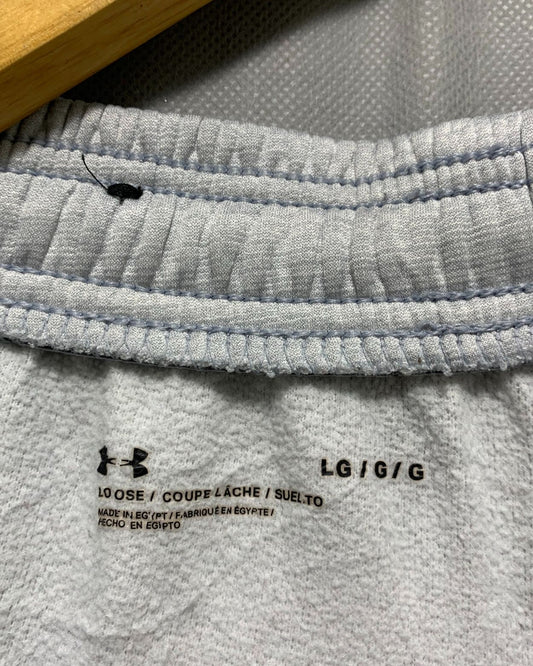 LG / G / G
LOOSE / COUPE LÂCHE / SUELTO
MADE IN EGYPT / FABRIQUÉ EN ÉGYPTE /
HECHO EN EGIPTO